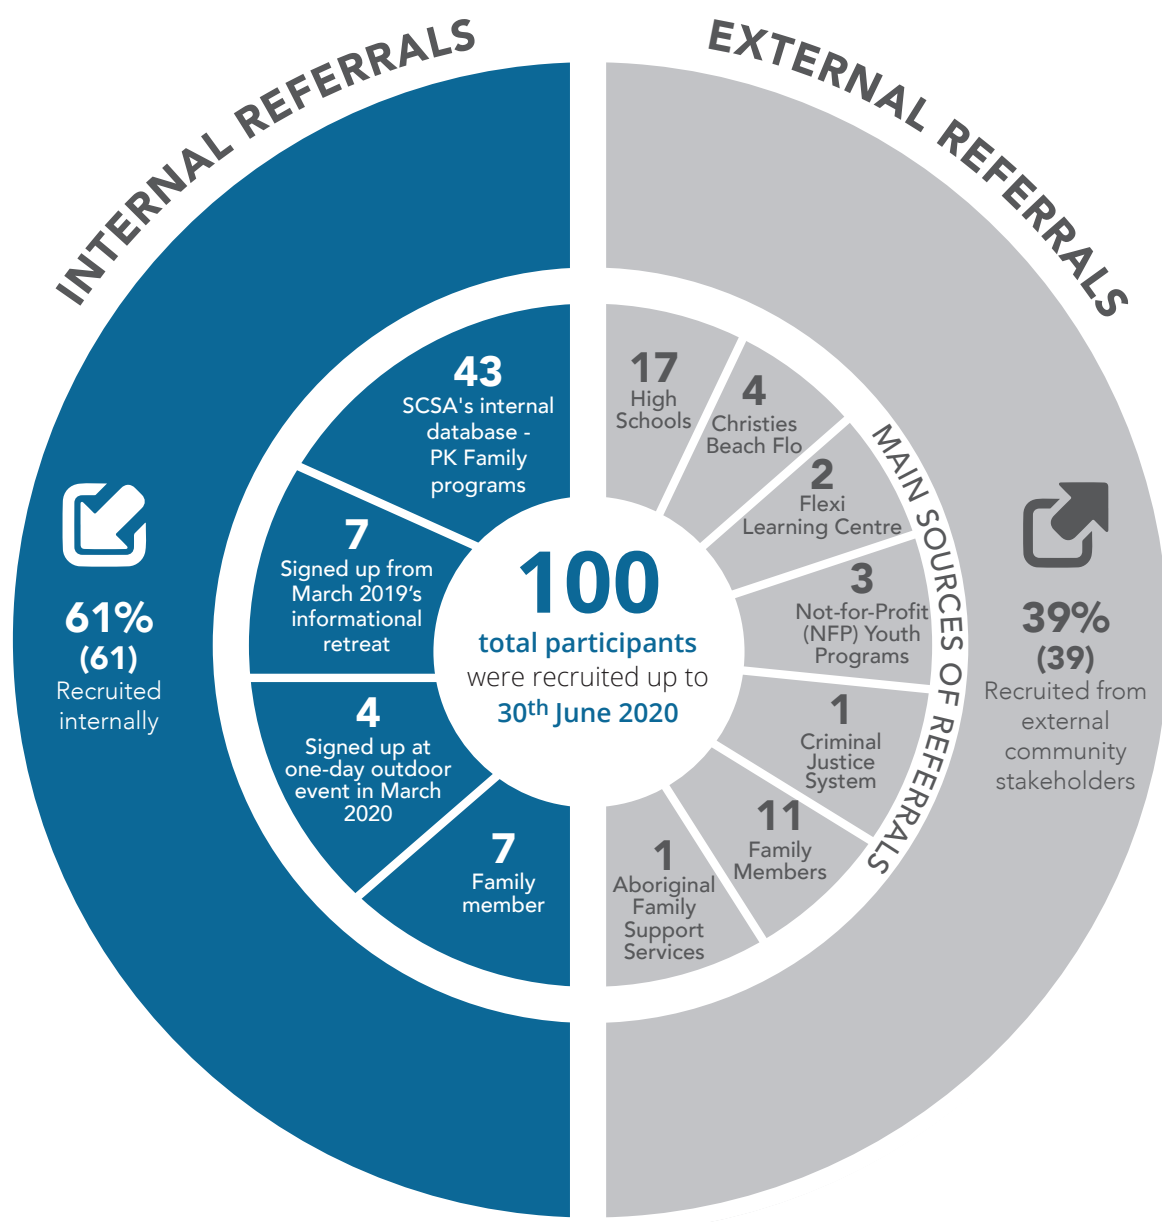 INTERNAL REFERRALS
EXTERNAL REFERRALS
43
SCSA's internal
database -
PK Family
programs
7
Signed up from
March 2019's
informational
retreat
4
Signed up at
one-day outdoor
event in March
2020
7
Family
member
61%
(61)
Recruited
internally
100
total participants
were recruited up to
30th June 2020
17
High
Schools
4
Christies
Beach Flo
2
Flexi
Learning Centre
3
Not-for-Profit
(NFP) Youth
Programs
1
Criminal
Justice
System
11
Family
Members
1
Aboriginal
Family
Support
Services
MAIN SOURCES OF REFERRALS
39%
(39)
Recruited from
external
community
stakeholders